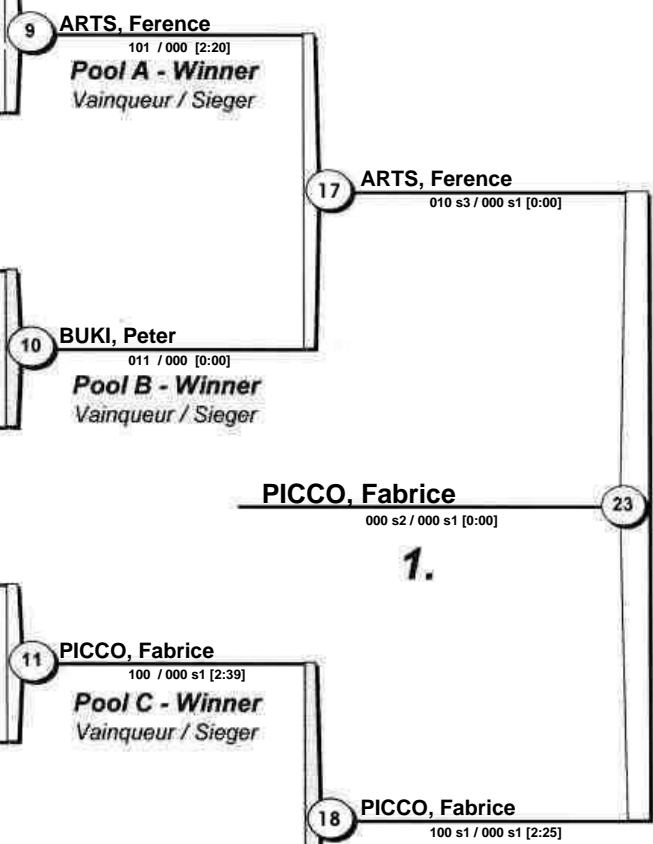 9
ARTS, Ference
101 / 000 [2:20]
Pool A - Winner
Vainqueur / Sieger
17
ARTS, Ference
010 s3 / 000 s1 [0:00]
10
BUKI, Peter
011 / 000 [0:00]
Pool B - Winner
Vainqueur / Sieger
PICCO, Fabrice
000 s2 / 000 s1 [0:00]
23
1.
11
PICCO, Fabrice
100 / 000 s1 [2:39]
Pool C - Winner
Vainqueur / Sieger
18
PICCO, Fabrice
100 s1 / 000 s1 [2:25]